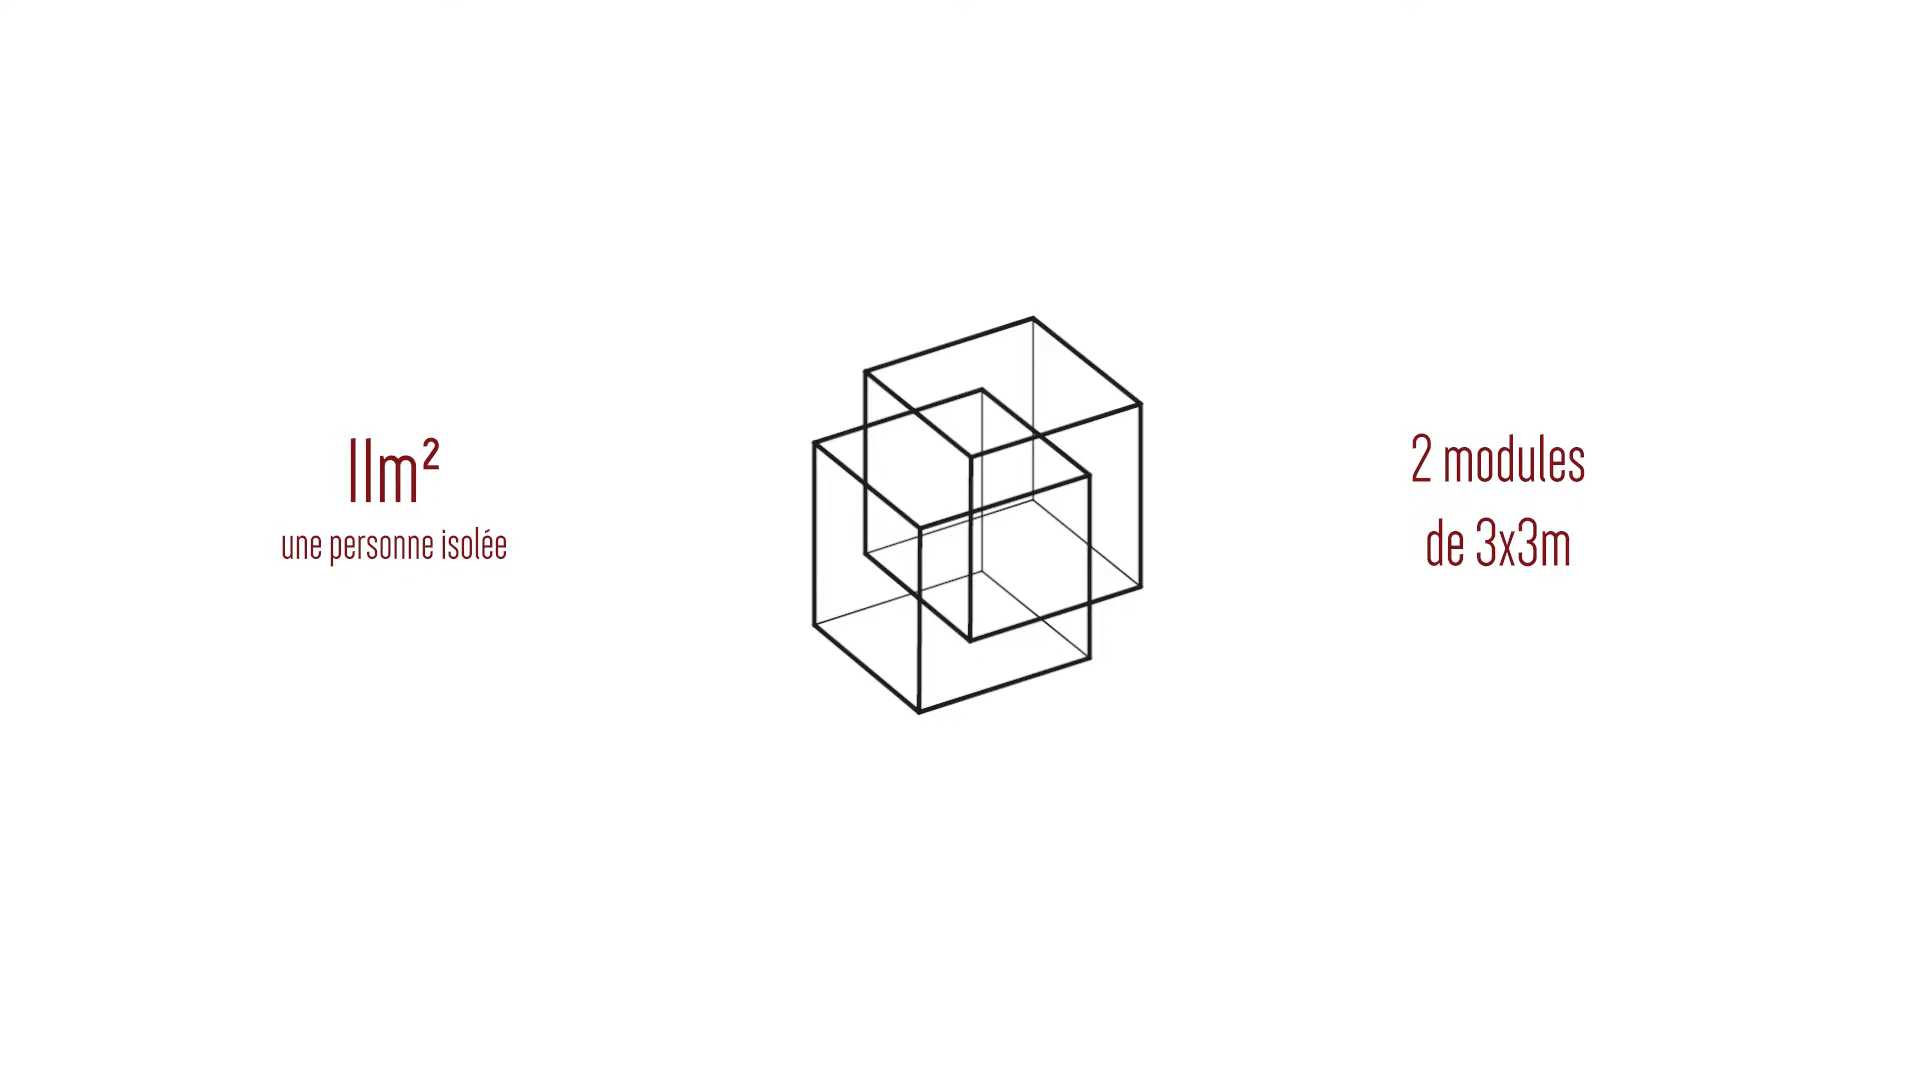 11m²
une personne isolée
2 modules
de 3x3m